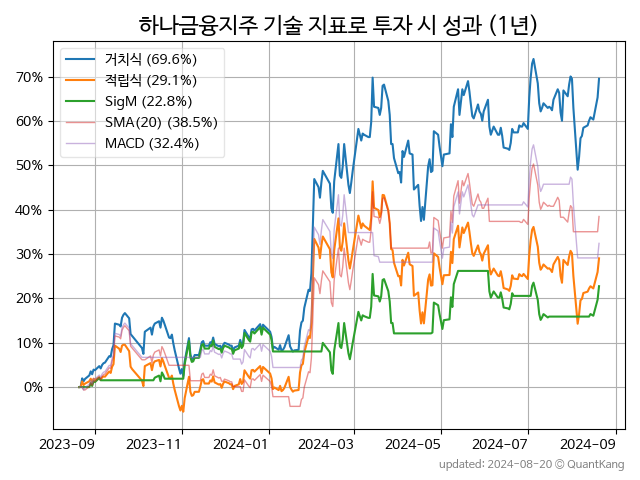 하나금융지주 기술 지표로 투자 시 성과 (1년)
거치식 (69.6%)
적립식 (29.1%)
SigM (22.8%)
SMA(20) (38.5%)
MACD (32.4%)
70%
60%
50%
40%
30%
20%
10%
0%
2023-09 2023-11 2024-01 2024-03 2024-05 2024-07 2024-09
updated: 2024-08-20 © QuantKang